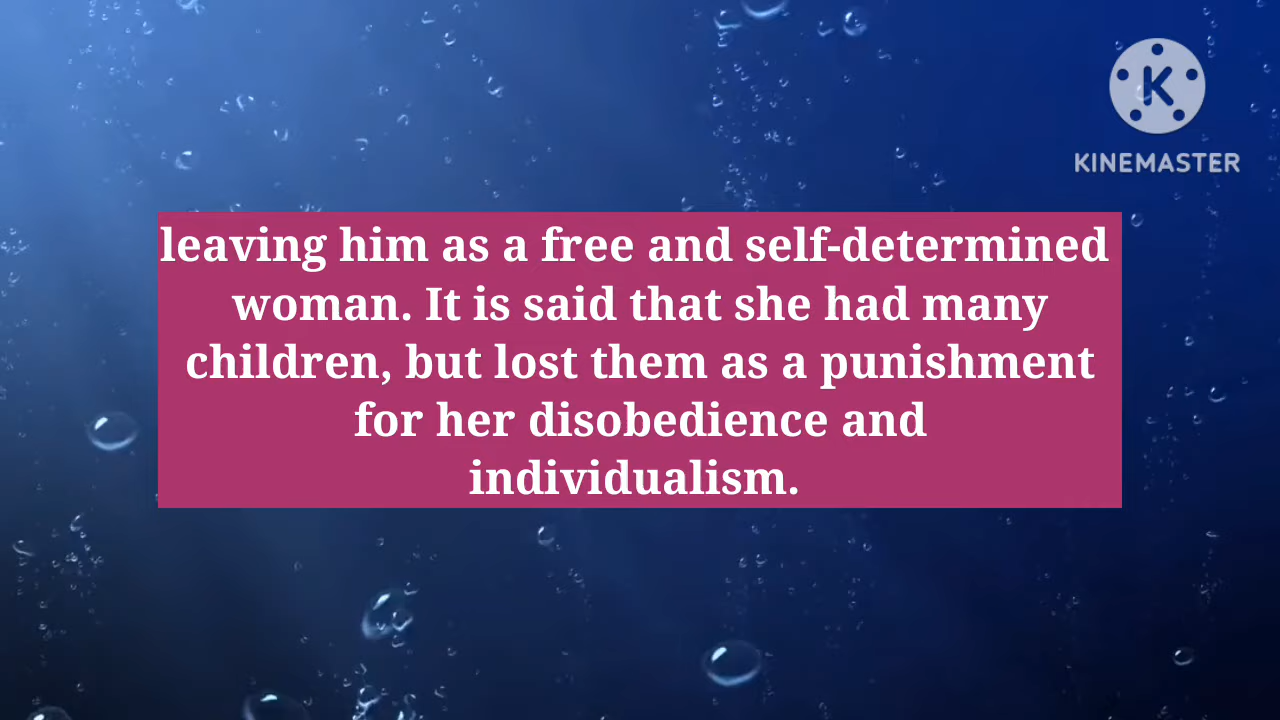 KINEMASTER
leaving him as a free and self-determined
woman. It is said that she had many
children, but lost them as a punishment
for her disobedience and
individualism.